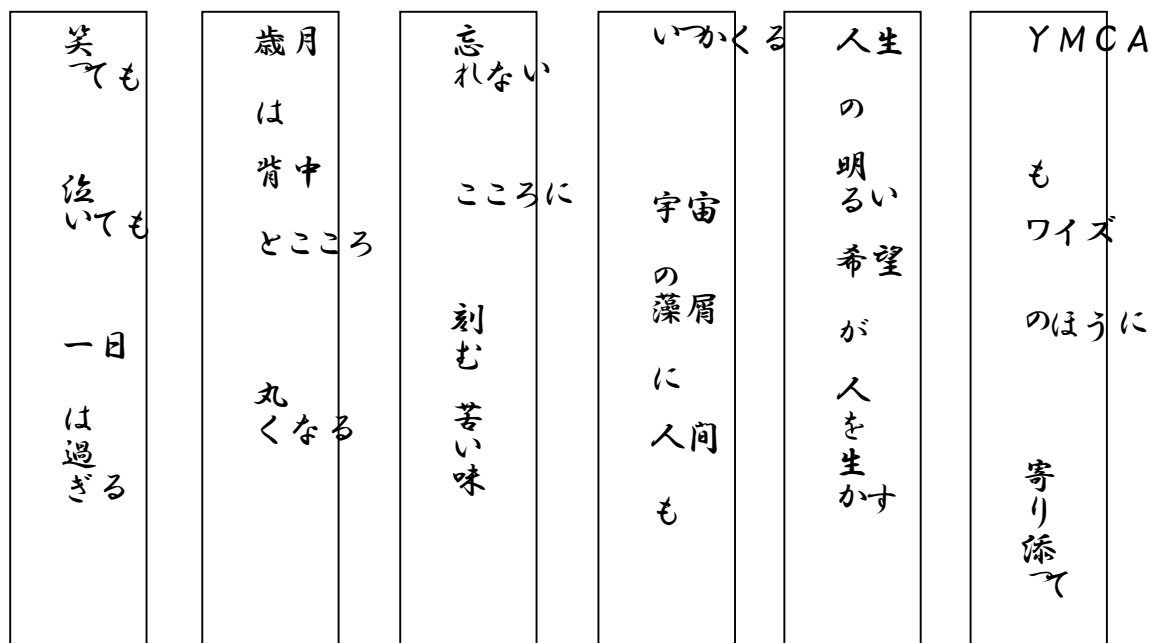 YMCAもワイズのほうに寄り添って
人生の明るい希望が人を生かす
いつかくる宇宙の藻屑に人間も
忘れないこころに刻む苦い味
歳月は背中とこころ丸くなる
笑っても泣いても一日は過ぎる